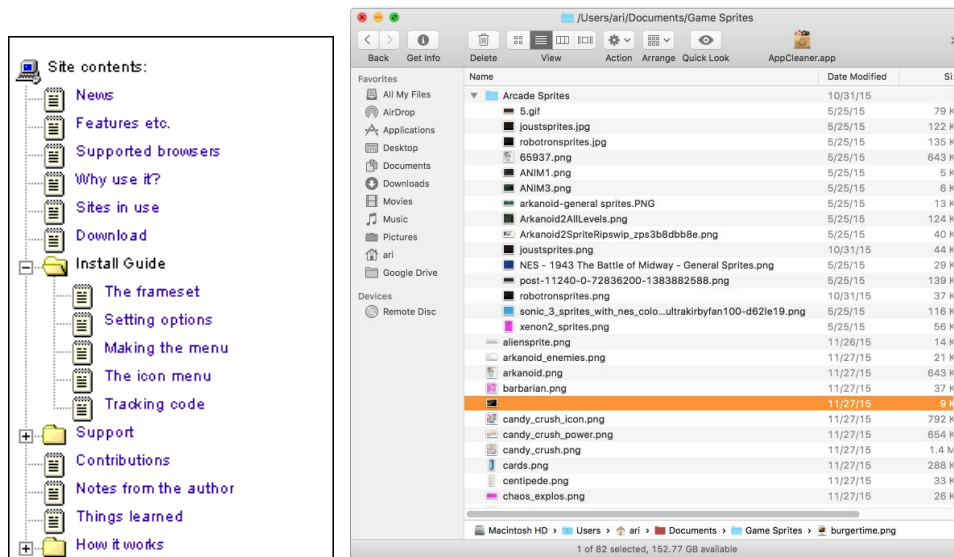 Site contents:
News
Features etc.
Supported browsers
Why use it?
Sites in use
Download
Install Guide
The frameset
Setting options
Making the menu
The icon menu
Tracking code
Support
Contributions
Notes from the author
Things learned
How it works
/Users/ari/Documents/Game Sprites
Back Get Info Delete View Action Arrange Quick Look AppCleaner.app
Favorites
All My Files
AirDrop
Applications
Desktop
Documents
Downloads
Movies
Music
Pictures
ari
Google Drive
Devices
Remote Disc
Name Date Modified
Arcade Sprites 10/31/15
5.gif 5/25/15 79 K
joustsprites.jpg 5/25/15 122 K
robotronsprites.jpg 5/25/15 135 K
65937.png 5/25/15 643 K
ANIM1.png 5/25/15 5 K
ANIM3.png 5/25/15 6 K
arkanoid-general sprites.PNG 5/25/15 13 K
Arkanoid2AllLevels.png 5/25/15 124 K
Arkanoid2SpriteRipswip_zps3b8dbb8e.png 5/25/15 40 K
joustsprites.png 10/31/15 44 K
NES - 1943 The Battle of Midway - General Sprites.png 5/25/15 29 K
post-11240-0-72836200-1383882588.png 5/25/15 139 K
robotronsprites.png 10/31/15 37 K
sonic_3_sprites_with_nes_colo...ultrakirbyfan100-d62le19.png 5/25/15 116 K
xenon2_sprites.png 5/25/15 56 K
aliensprite.png 11/26/15 14 K
arkanoid_enemies.png 11/27/15 21 K
arkanoid.png 11/27/15 643 K
barbarian.png 11/27/15 37 K
11/27/15 9 K
candy_crush_icon.png 11/27/15 792 K
candy_crush_power.png 11/27/15 654 K
candy_crush.png 11/27/15 1.4 M
cards.png 11/27/15 288 K
centipede.png 11/27/15 33 K
chaos_explos.png 11/27/15 26 K
Macintosh HD › Users › ari › Documents › Game Sprites › burgertime.png
1 of 82 selected, 152.77 GB available